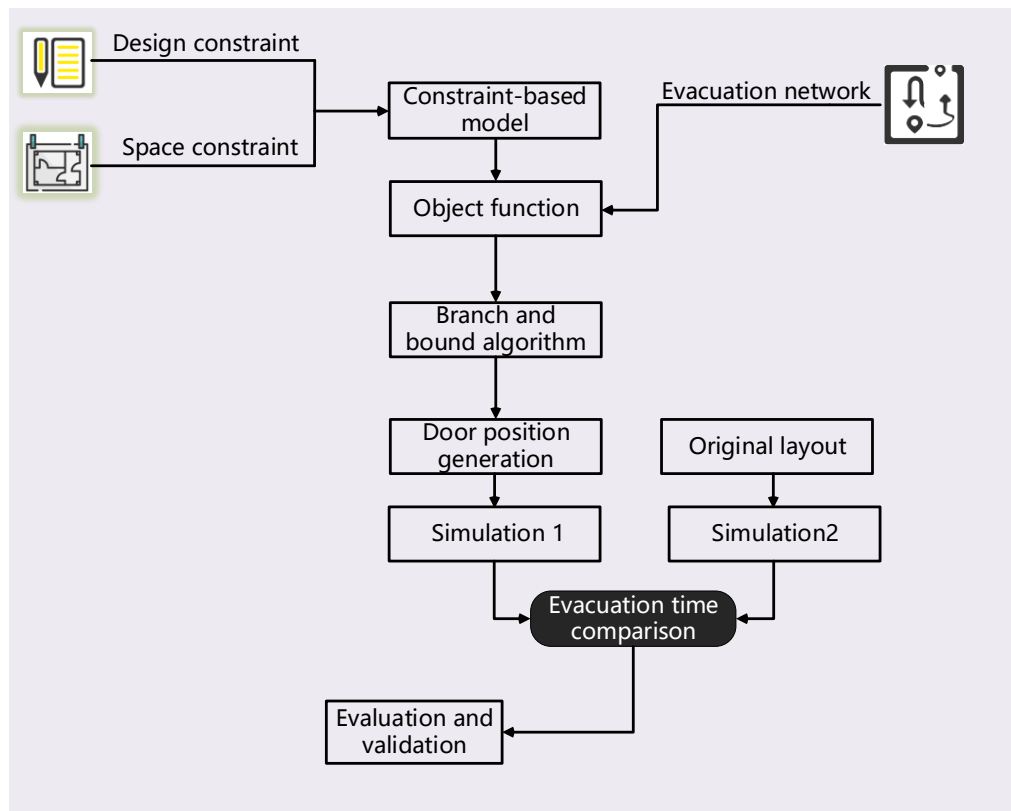 Design constraint
Space constraint
Constraint-based
model
Evacuation network
Object function
Branch and
bound algorithm
Door position
generation
Original layout
Simulation 1
Simulation2
Evacuation time
comparison
Evaluation and
validation